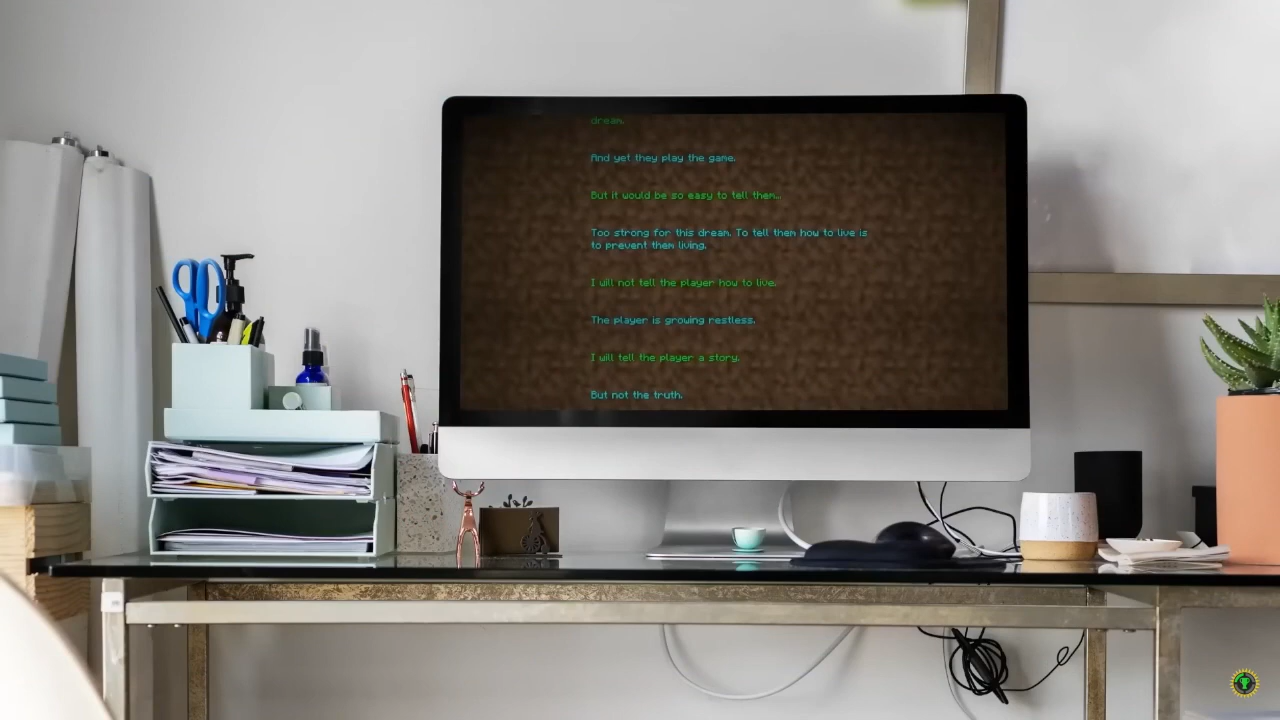 dream.
And yet they play the game.
But it would be so easy to tell them...
Too strong for this dream. To tell them how to live is
to prevent them living.
I will not tell the player how to live.
The player is growing restless.
I will tell the player a story.
But not the truth.